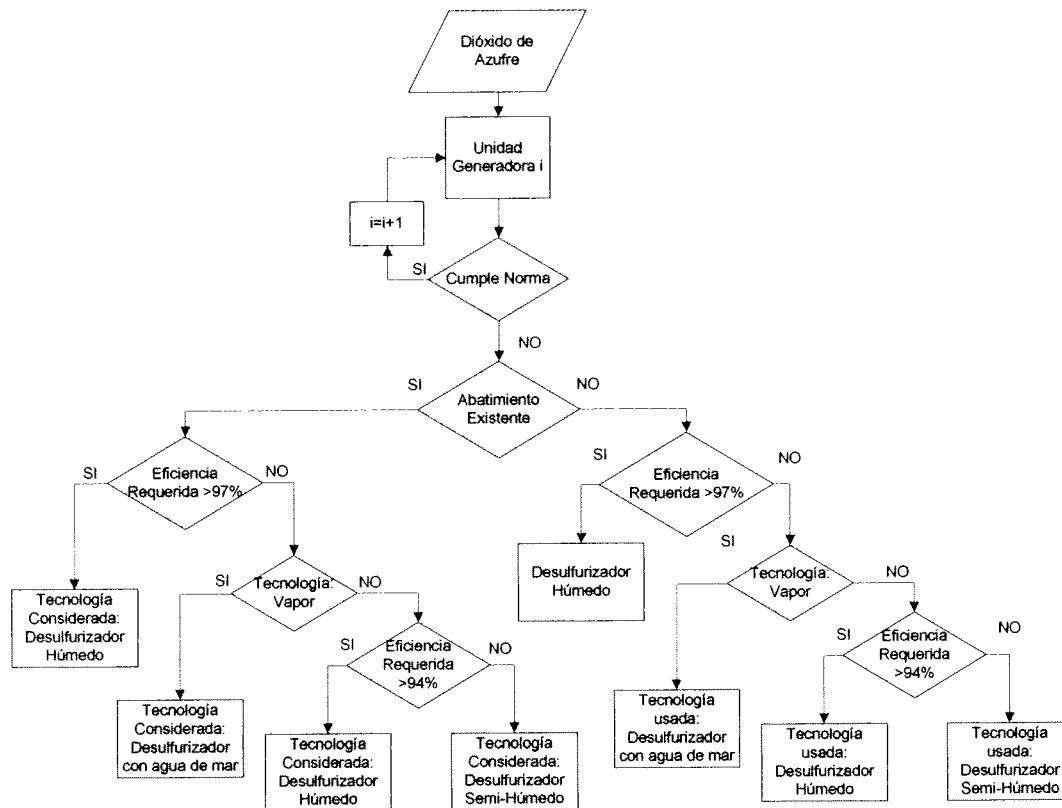 Dióxido de
Azufre
Unidad
Generadora i
i=i+1
SI
Cumple Norma
NO
SI
Abatimiento
Existente
NO
SI
Eficiencia
Requerida >97%
NO
SI
Eficiencia
Requerida >97%
NO
Tecnología
Considerada:
Desulfurizador
Húmedo
SI
Tecnología:
Vapor
NO
Desulfurizador
Húmedo
SI
Tecnología:
Vapor
NO
Tecnología
Considerada:
Desulfurizador
con agua de mar
SI
Eficiencia
Requerida
>94%
NO
Tecnología
usada:
Desulfurizador
con agua de mar
SI
Eficiencia
Requerida
>94%
NO
Tecnología
Considerada:
Desulfurizador
Húmedo
Tecnología
Considerada:
Desulfurizador
Semi-Húmedo
Tecnología
usada:
Desulfurizador
Húmedo
Tecnología
usada:
Desulfurizador
Semi-Húmedo